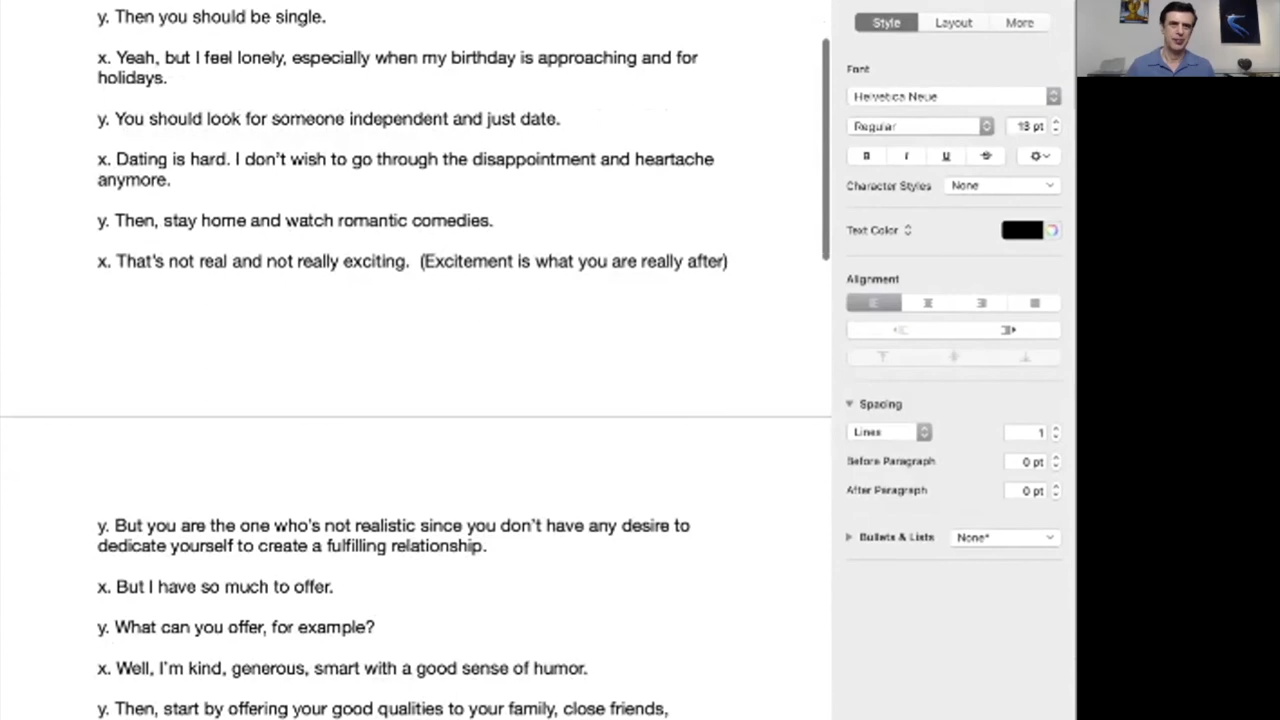 y. Then you should be single.
x. Yeah, but I feel lonely, especially when my birthday is approaching and for
holidays.
y. You should look for someone independent and just date.
x. Dating is hard. I don't wish to go through the disappointment and heartache
anymore.
y. Then, stay home and watch romantic comedies.
x. That's not real and not really exciting.  (Excitement is what you are really after)
y. But you are the one who's not realistic since you don't have any desire to
dedicate yourself to create a fulfilling relationship.
x. But I have so much to offer.
y. What can you offer, for example?
x. Well, I'm kind, generous, smart with a good sense of humor.
y. Then, start by offering your good qualities to your family, close friends,
Style Layout More
Font
Helvetica Neue
Regular 13 pt
B I U S
Character Styles None
Text Color
Alignment
Spacing
Lines 1
Before Paragraph 0 pt
After Paragraph 0 pt
Bullets & Lists None*